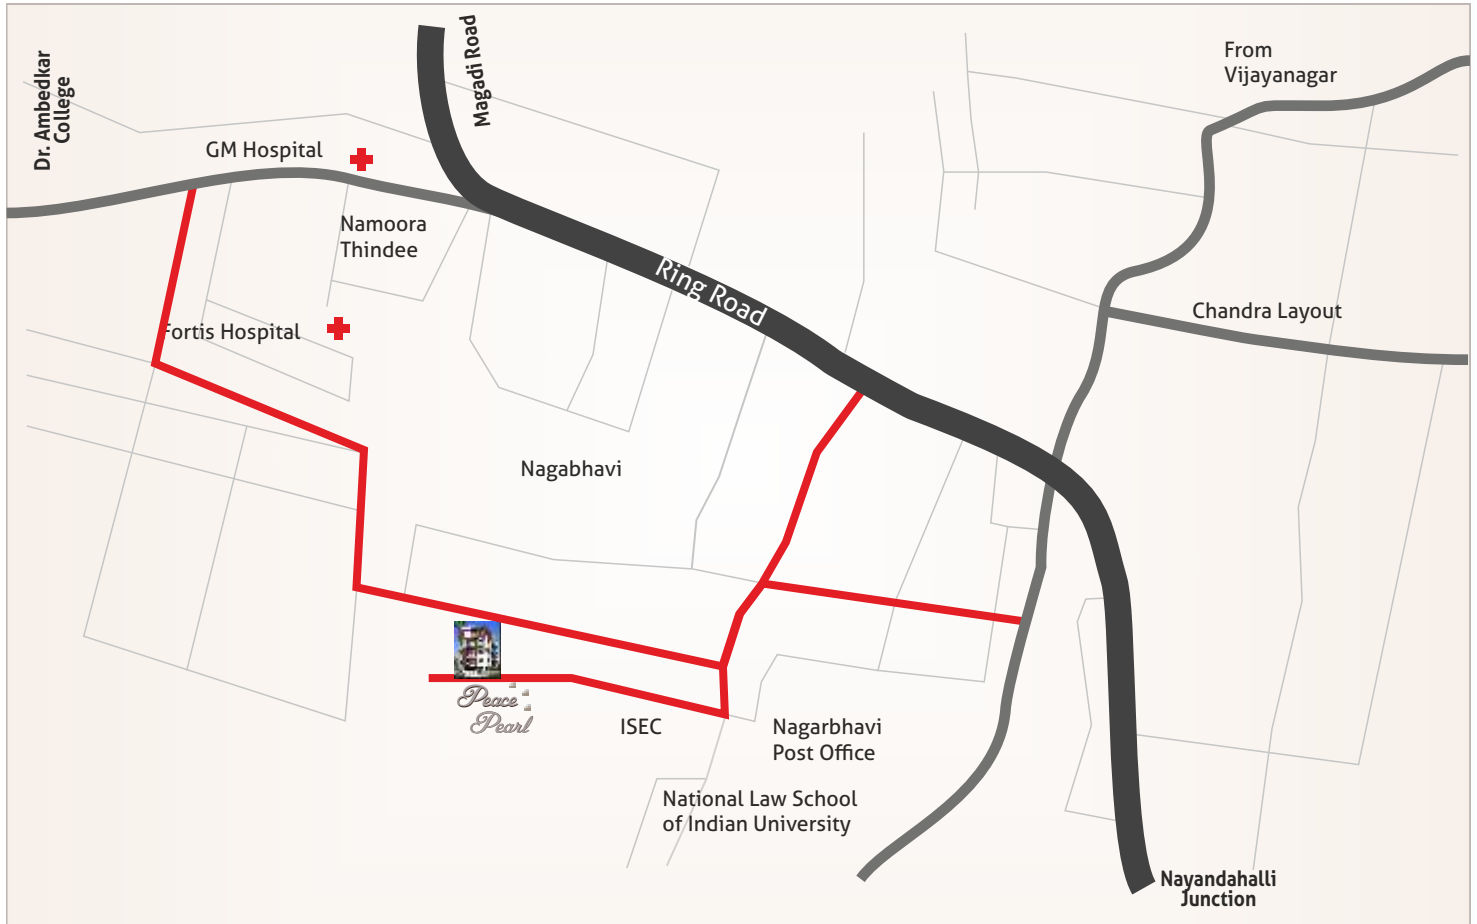 Dr. Ambedkar
College
Magadi Road
From
Vijayanagar
GM Hospital
Namoora
Thindee
Ring Road
Chandra Layout
Fortis Hospital
Nagabhavi
Peace
Pearl
ISEC
Nagarbhavi
Post Office
National Law School
of Indian University
Nayandahalli
Junction